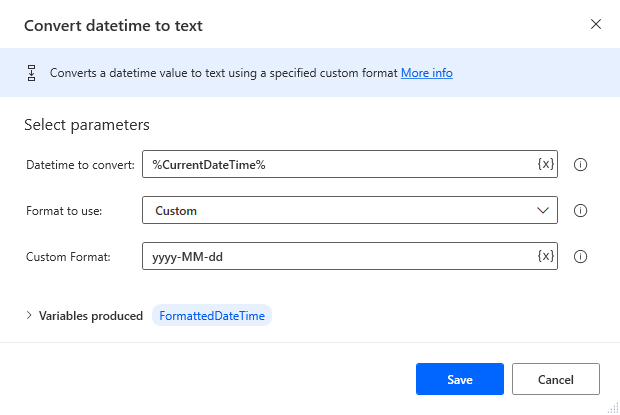 Convert datetime to text
Converts a datetime value to text using a specified custom format More info
Select parameters
Datetime to convert: %CurrentDateTime% {x}
Format to use: Custom
Custom Format: yyyy-MM-dd {x}
Variables produced FormattedDateTime
Save Cancel